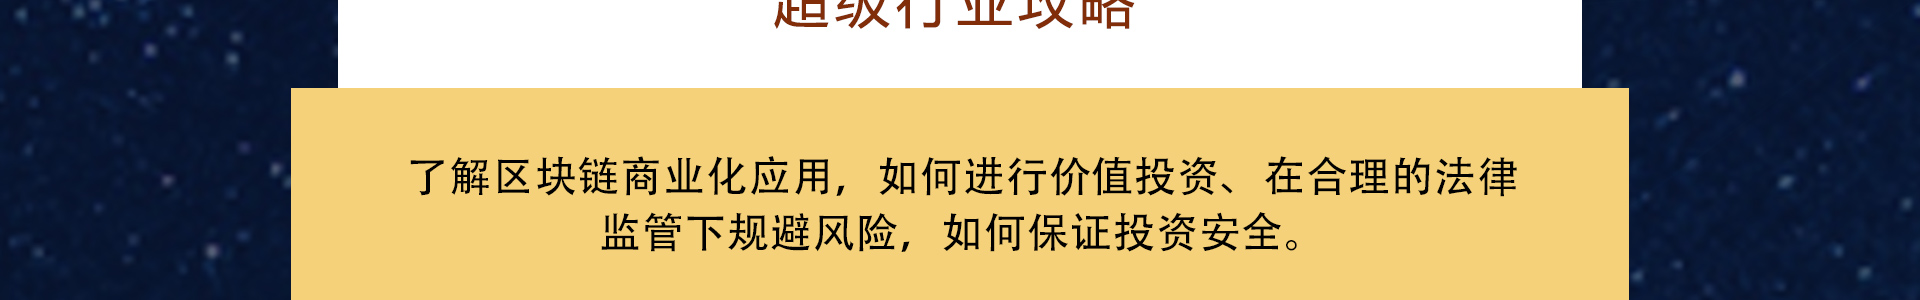 超级行业攻略
了解区块链商业化应用，如何进行价值投资、在合理的法律
监管下规避风险，如何保证投资安全。